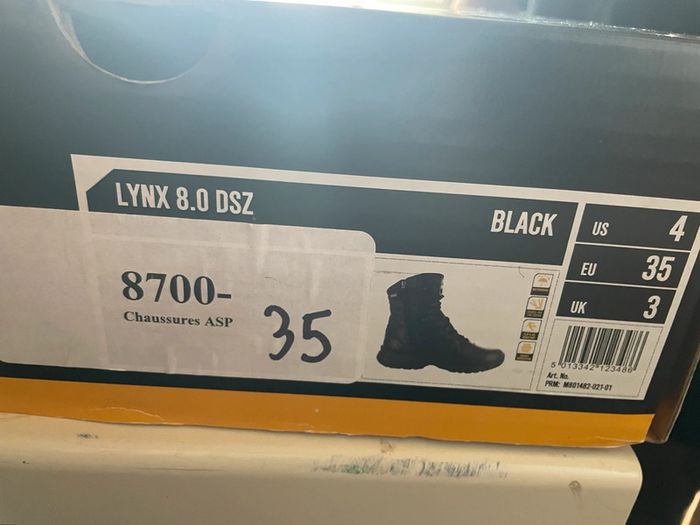 LYNX 8.0 DSZ
BLACK
US 4
EU 35
UK 3
8700-
Chaussures ASP
35
5 013342 123488
Art. No.
PRM: M801482-021-01